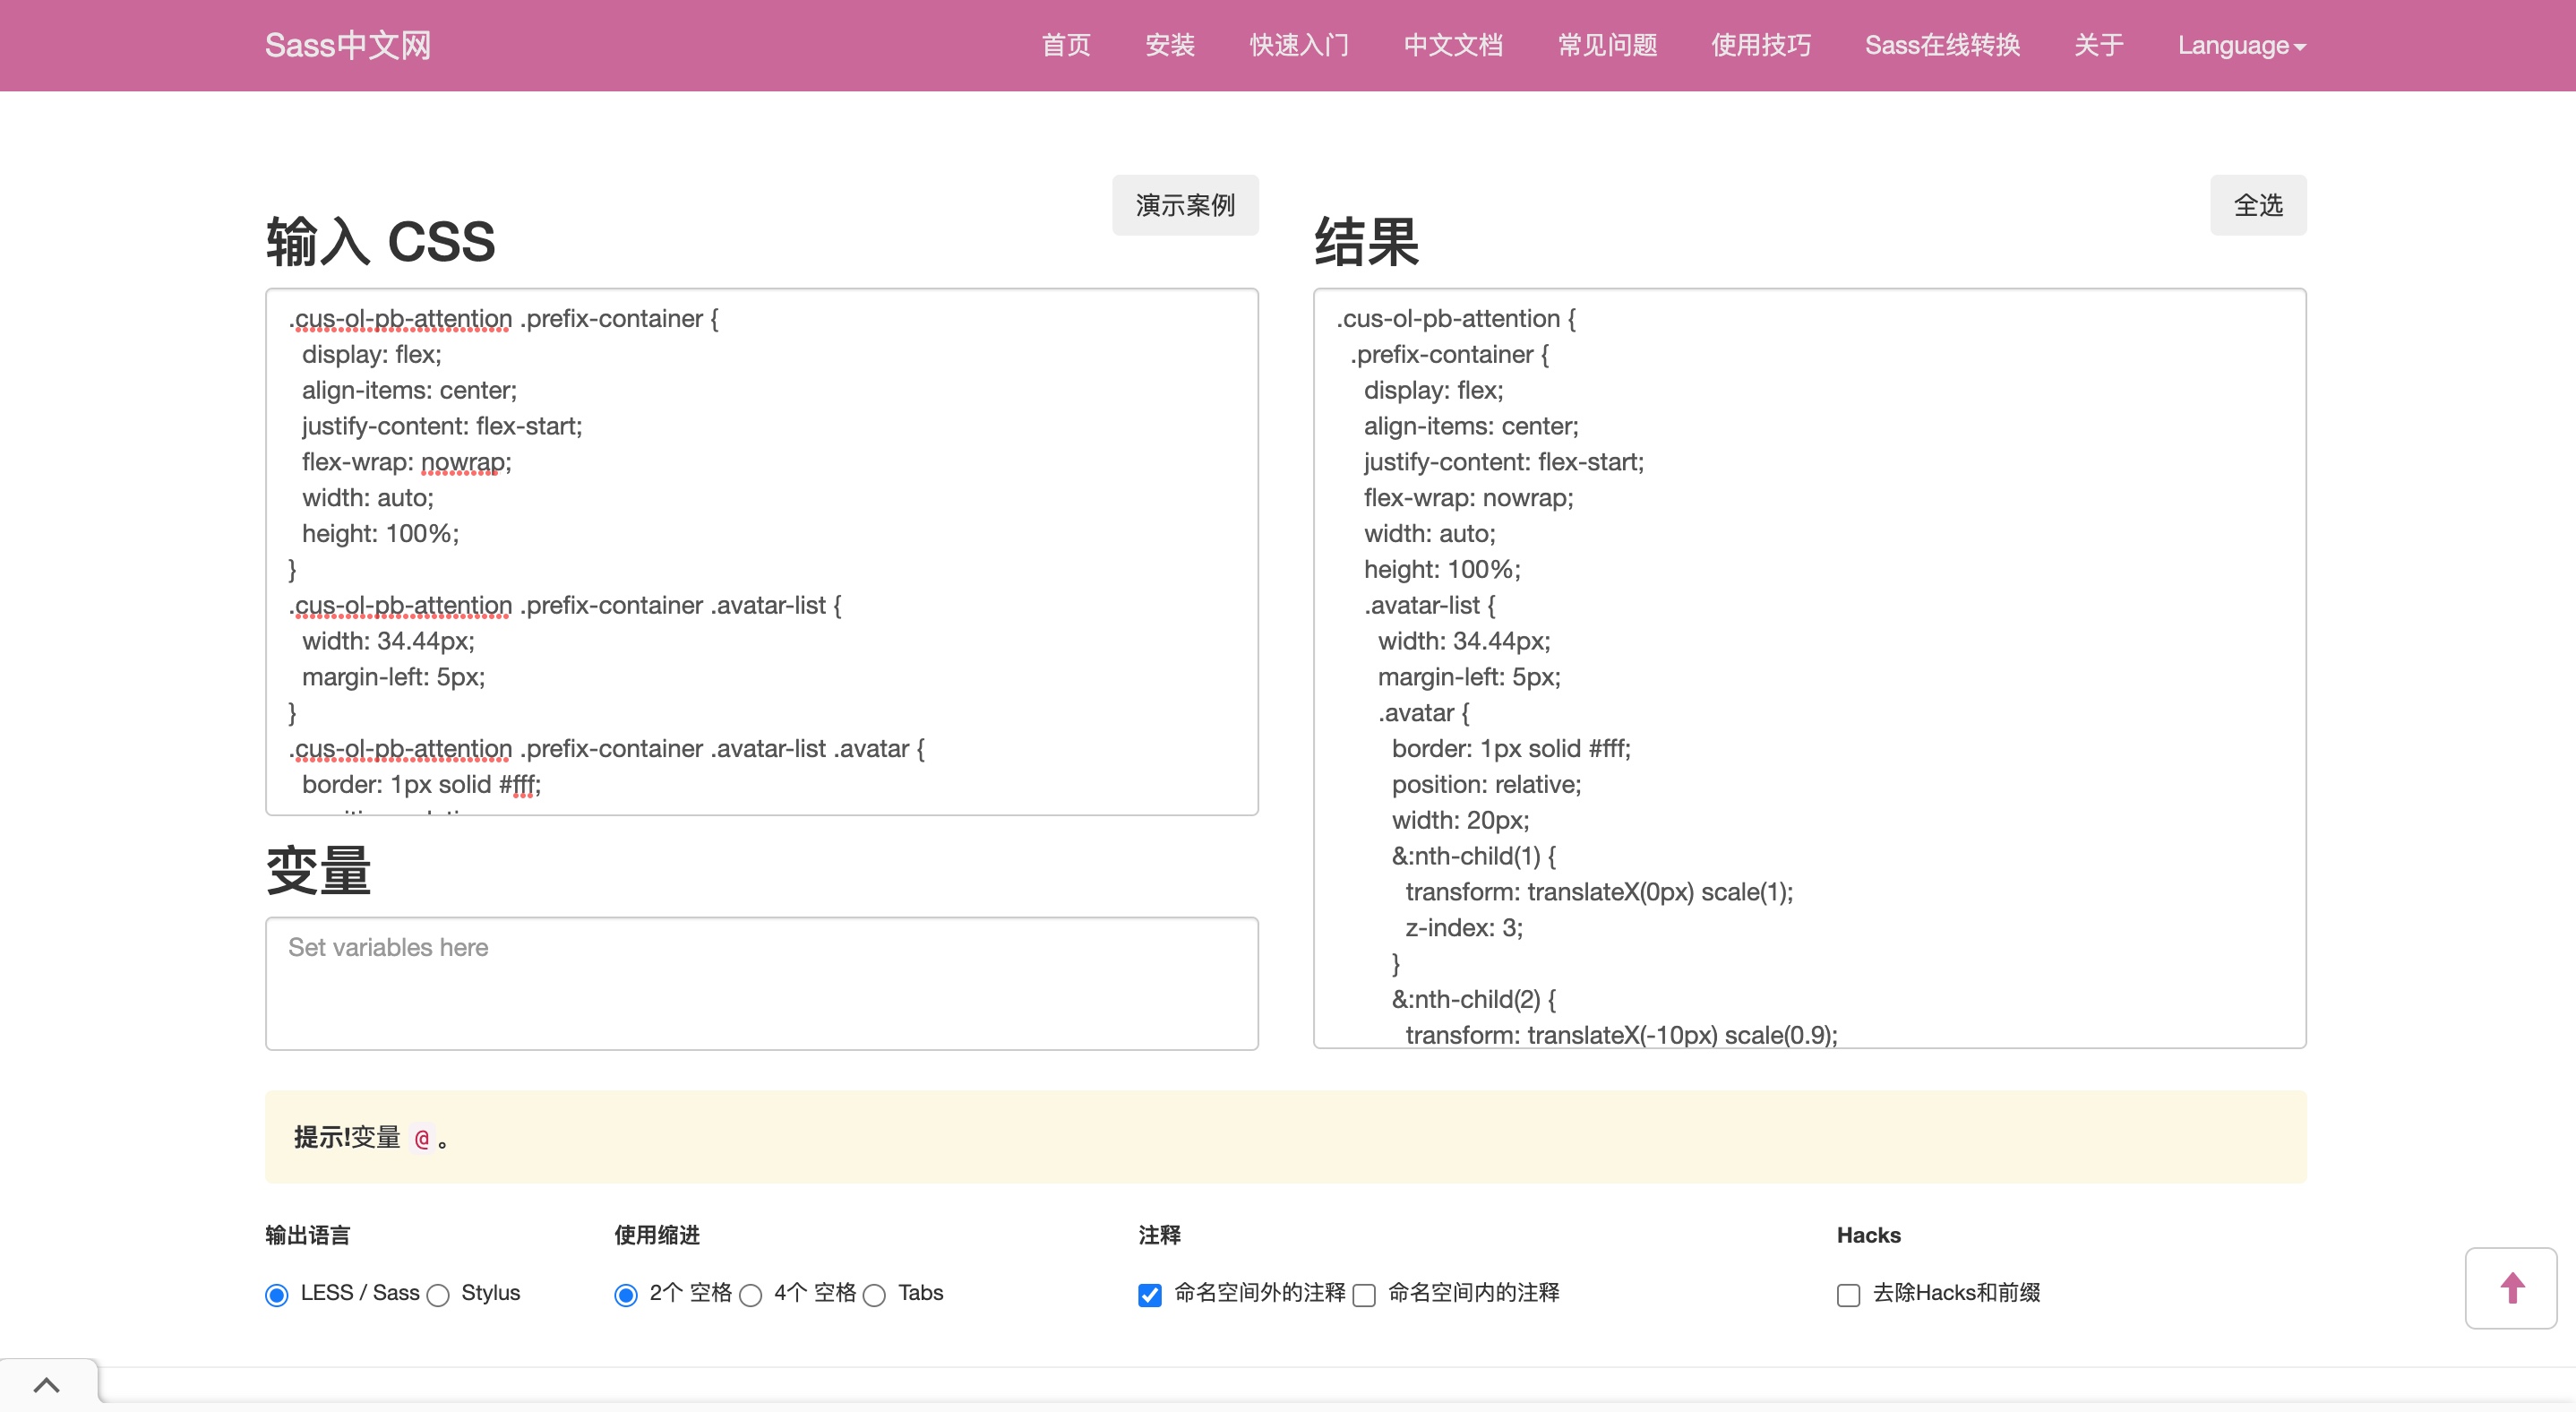 Sass中文网
首页 安装 快速入门 中文文档 常见问题 使用技巧 Sass在线转换 关于 Language
输入 CSS
演示案例
.cus-ol-pb-attention .prefix-container {
display: flex;
align-items: center;
justify-content: flex-start;
flex-wrap: nowrap;
width: auto;
height: 100%;
}
.cus-ol-pb-attention .prefix-container .avatar-list {
width: 34.44px;
margin-left: 5px;
}
.cus-ol-pb-attention .prefix-container .avatar-list .avatar {
border: 1px solid #fff;
变量
Set variables here
结果
全选
.cus-ol-pb-attention {
.prefix-container {
display: flex;
align-items: center;
justify-content: flex-start;
flex-wrap: nowrap;
width: auto;
height: 100%;
.avatar-list {
width: 34.44px;
margin-left: 5px;
.avatar {
border: 1px solid #fff;
position: relative;
width: 20px;
&:nth-child(1) {
transform: translateX(0px) scale(1);
z-index: 3;
}
&:nth-child(2) {
transform: translateX(-10px) scale(0.9);
提示!变量 @ 。
输出语言
LESS / Sass Stylus
使用缩进
2个 空格 4个 空格 Tabs
注释
命名空间外的注释 命名空间内的注释
Hacks
去除Hacks和前缀